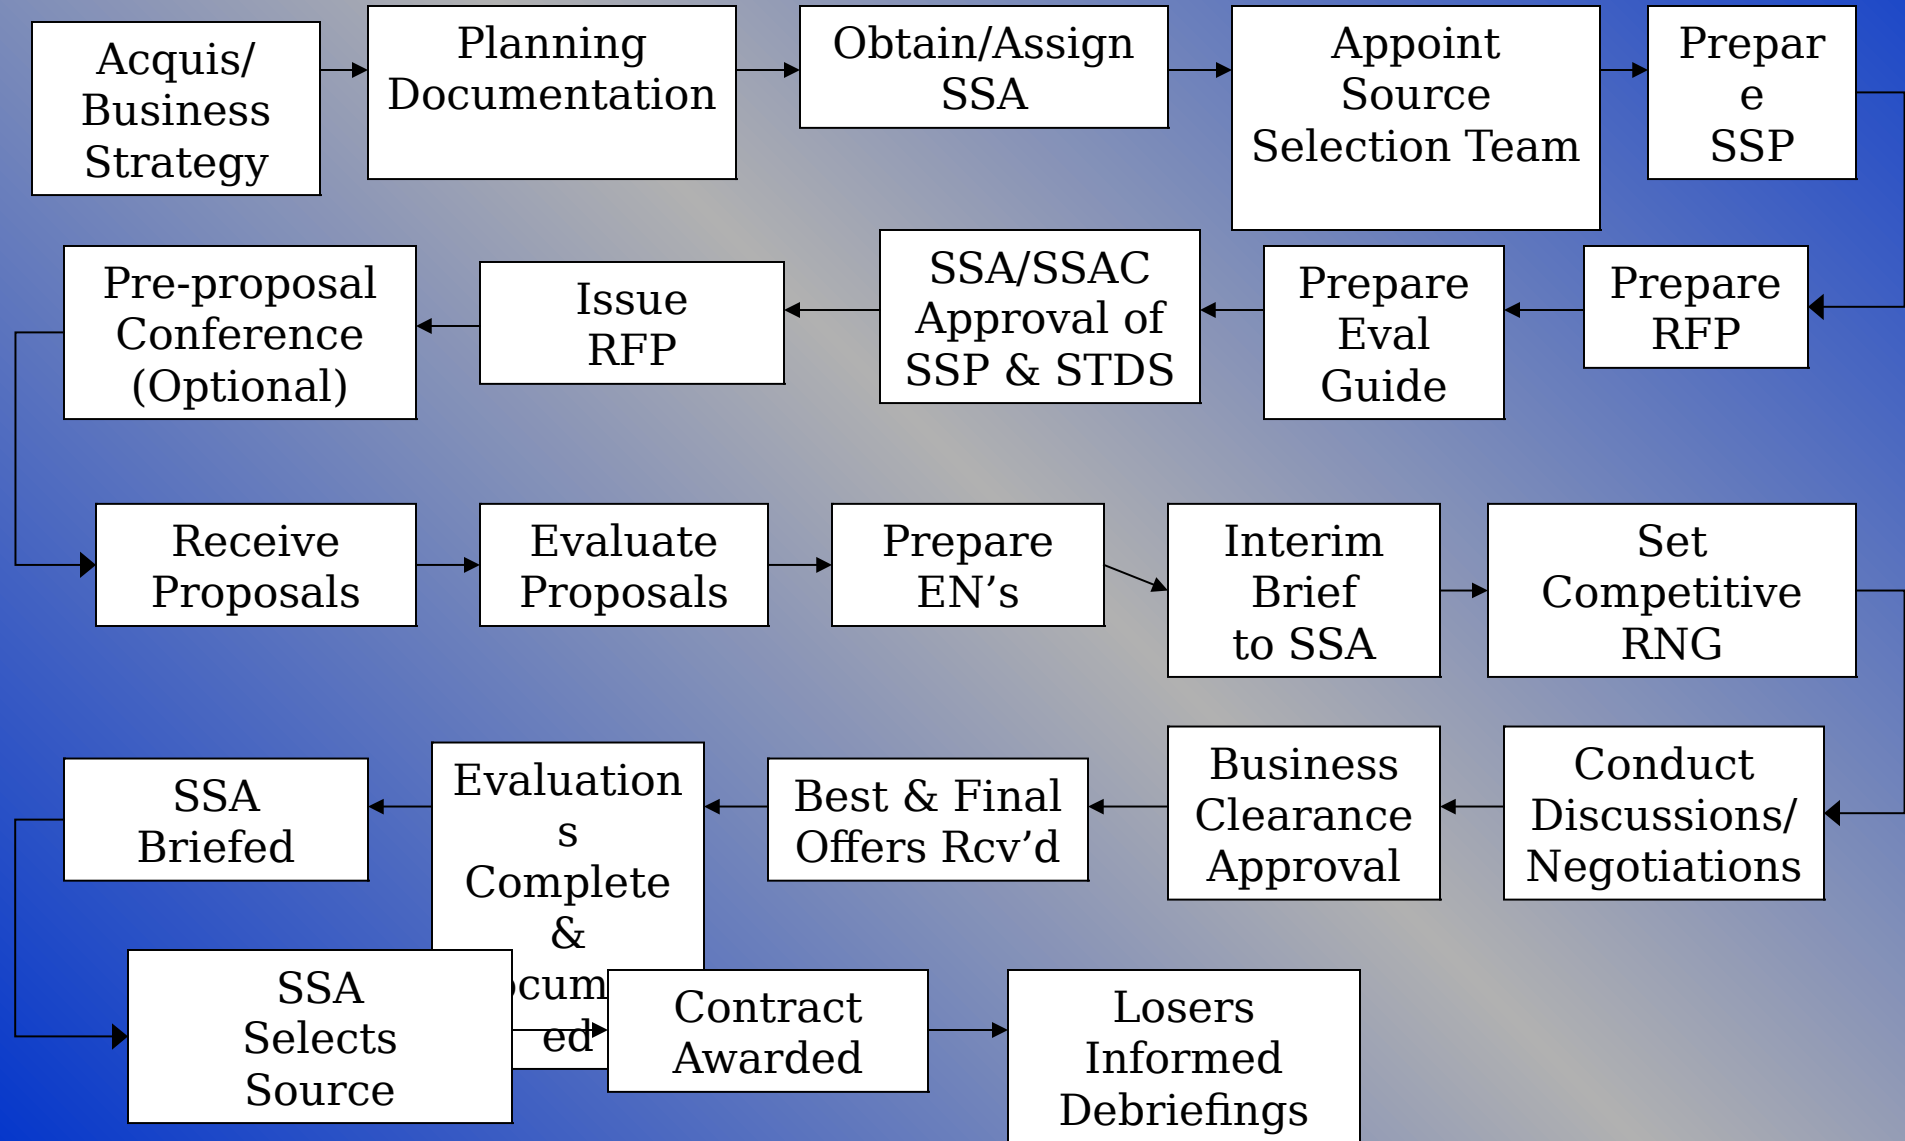 Acquis/
Business
Strategy
Planning
Documentation
Obtain/Assign
SSA
Appoint
Source
Selection Team
Prepar
e
SSP
Prepare
RFP
Prepare
Eval
Guide
SSA/SSAC
Approval of
SSP & STDS
Issue
RFP
Pre-proposal
Conference
(Optional)
Receive
Proposals
Evaluate
Proposals
Prepare
EN’s
Interim
Brief
to SSA
Set
Competitive
RNG
Conduct
Discussions/
Negotiations
Business
Clearance
Approval
Best & Final
Offers Rcv’d
Evaluation
s
Complete
&
ed
SSA
Briefed
SSA
Selects
Source
Contract
Awarded
Losers
Informed
Debriefings